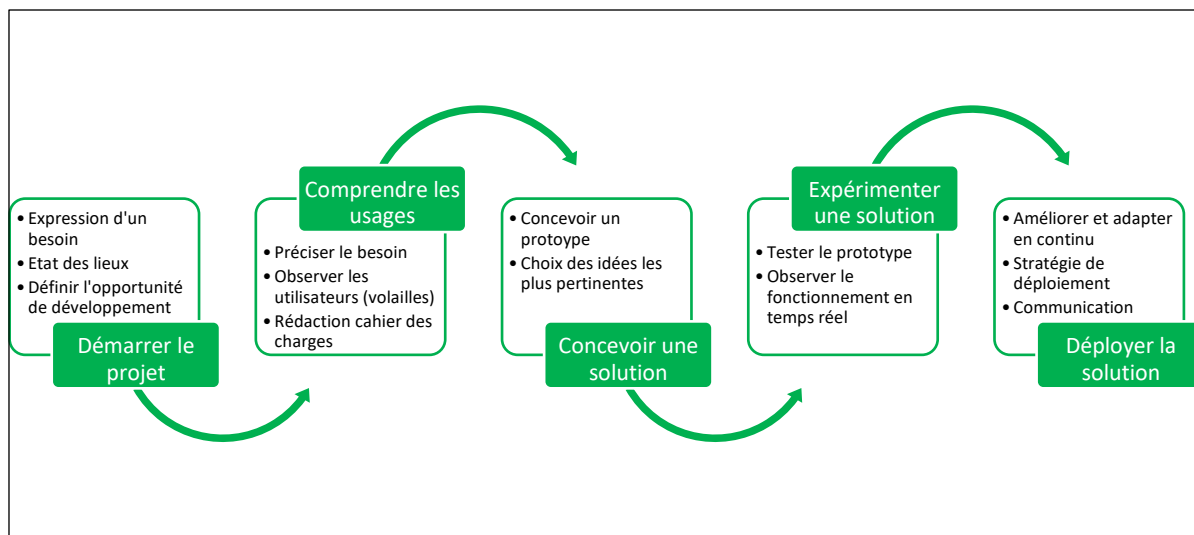 • Expression d'un
besoin
• Etat des lieux
• Définir l'opportunité
de développement
Démarrer le
projet
Comprendre les
usages
• Préciser le besoin
• Observer les
utilisateurs (volailles)
• Rédaction cahier des
charges
• Concevoir un
protoype
• Choix des idées les
plus pertinentes
Concevoir une
solution
Expérimenter
une solution
• Tester le prototype
• Observer le
fonctionnement en
temps réel
• Améliorer et adapter
en continu
• Stratégie de
déploiement
• Communication
Déployer la
solution